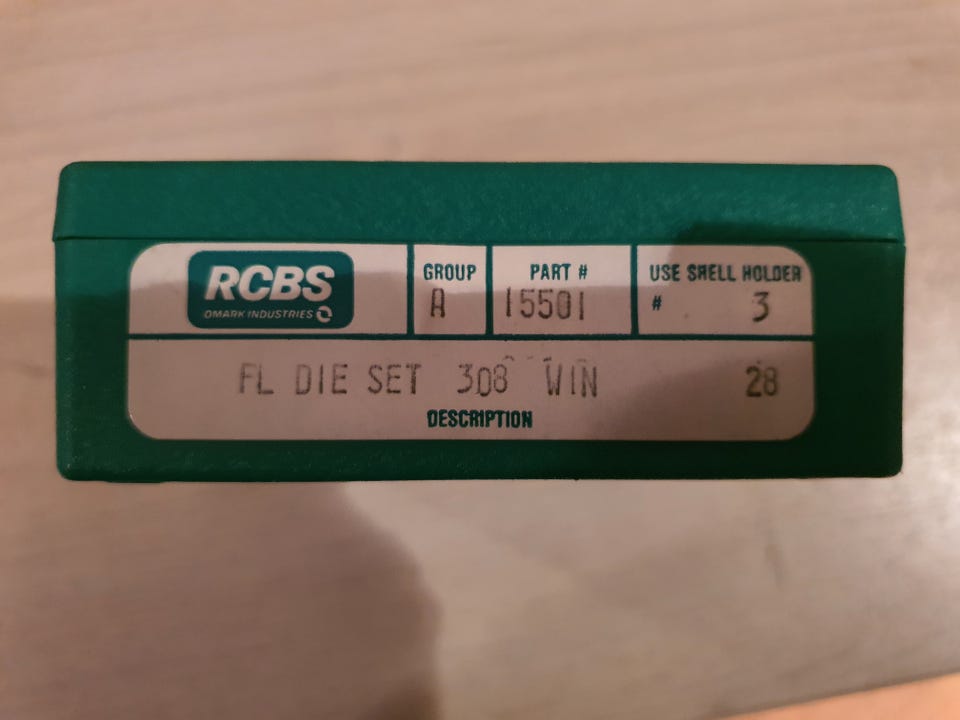 RCBS
OMARK INDUSTRIES
GROUP
A
PART #
15501
USE SHELL HOLDER
# 3
FL DIE SET 308 WIN 28
DESCRIPTION